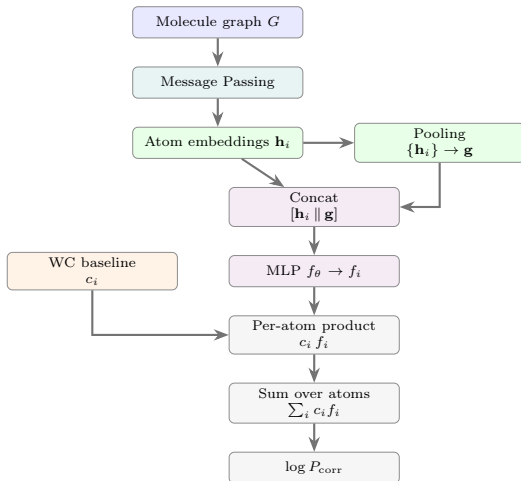 Molecule graph G
Message Passing
Atom embeddings h_i
Pooling
{h_i} → g
Concat
[h_i ∥ g]
WC baseline
c_i
MLP f_θ → f_i
Per-atom product
c_i f_i
Sum over atoms
∑_i c_i f_i
log P_corr